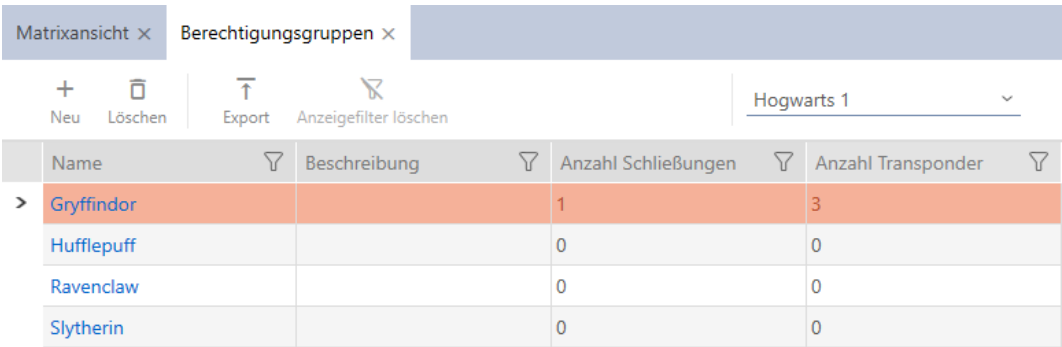 Matrixansicht Berechtigungsgruppen
Neu Löschen Export Anzeigefilter löschen Hogwarts 1
Name Beschreibung Anzahl Schließungen Anzahl Transponder
Gryffindor 1 3
Hufflepuff 0 0
Ravenclaw 0 0
Slytherin 0 0